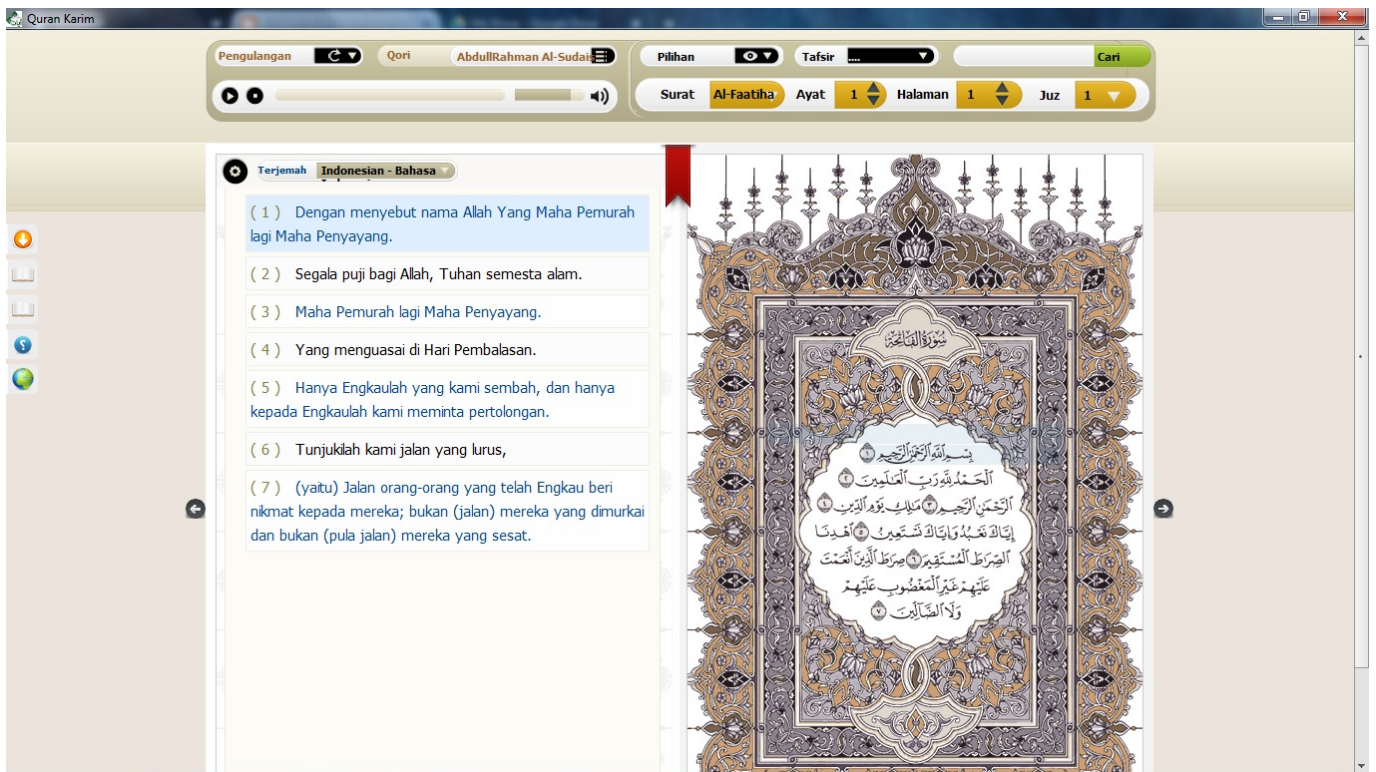 Quran Karim
Pengulangan Qori AbdullRahman Al-Sudais Pilihan Tafsir .... Cari
Surat Al-Faatiha Ayat 1 Halaman 1 Juz 1
Terjemah Indonesian - Bahasa
( 1 ) Dengan menyebut nama Allah Yang Maha Pemurah
lagi Maha Penyayang.
( 2 ) Segala puji bagi Allah, Tuhan semesta alam.
( 3 ) Maha Pemurah lagi Maha Penyayang.
( 4 ) Yang menguasai di Hari Pembalasan.
( 5 ) Hanya Engkaulah yang kami sembah, dan hanya
kepada Engkaulah kami meminta pertolongan.
( 6 ) Tunjukilah kami jalan yang lurus,
( 7 ) (yaitu) Jalan orang-orang yang telah Engkau beri
nikmat kepada mereka; bukan (jalan) mereka yang dimurkai
dan bukan (pula jalan) mereka yang sesat.
سُورَةُ الفَاتِحَةِ
بِسْمِ ٱللَّهِ ٱلرَّحْمَٰنِ ٱلرَّحِيمِ ١
ٱلْحَمْدُ لِلَّهِ رَبِّ ٱلْعَٰلَمِينَ ٢
ٱلرَّحْمَٰنِ ٱلرَّحِيمِ ٣ مَٰلِكِ يَوْمِ ٱلدِّينِ ٤
إِيَّاكَ نَعْبُدُ وَإِيَّاكَ نَسْتَعِينُ ٥ ٱهْدِنَا
ٱلصِّرَٰطَ ٱلْمُسْتَقِيمَ ٦ صِرَٰطَ ٱلَّذِينَ أَنْعَمْتَ
عَلَيْهِمْ غَيْرِ ٱلْمَغْضُوبِ عَلَيْهِمْ
وَلَا ٱلضَّآلِّينَ ٧